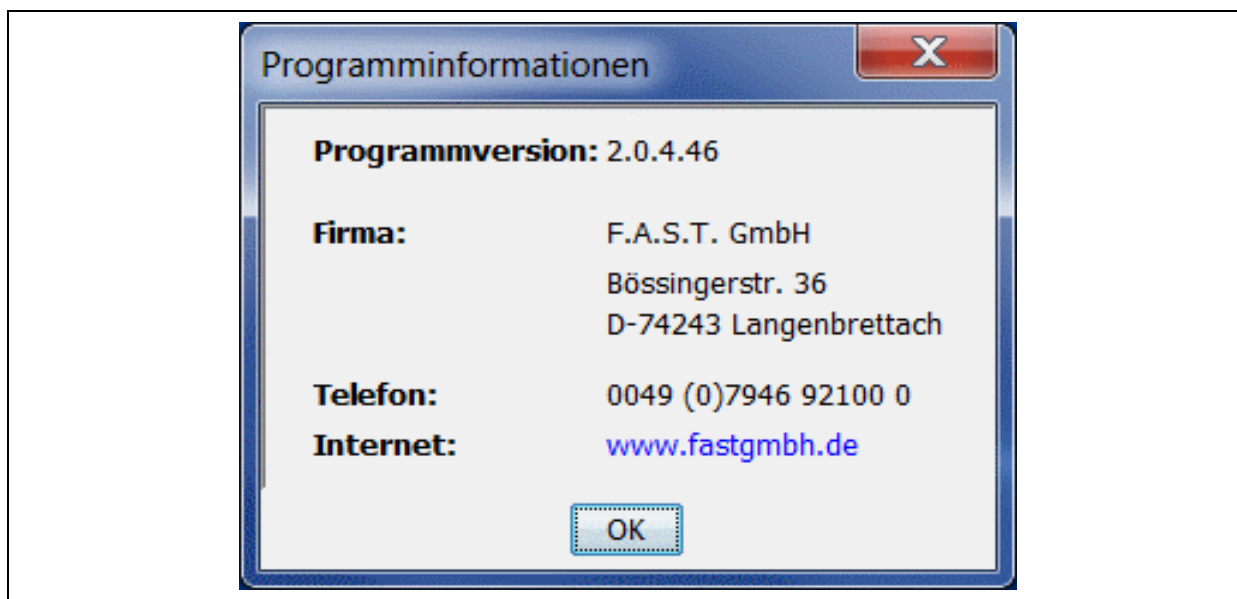 Programminformationen
X
Programmversion: 2.0.4.46
Firma: F.A.S.T. GmbH
Bössingerstr. 36
D-74243 Langenbrettach
Telefon: 0049 (0)7946 92100 0
Internet: www.fastgmbh.de
OK